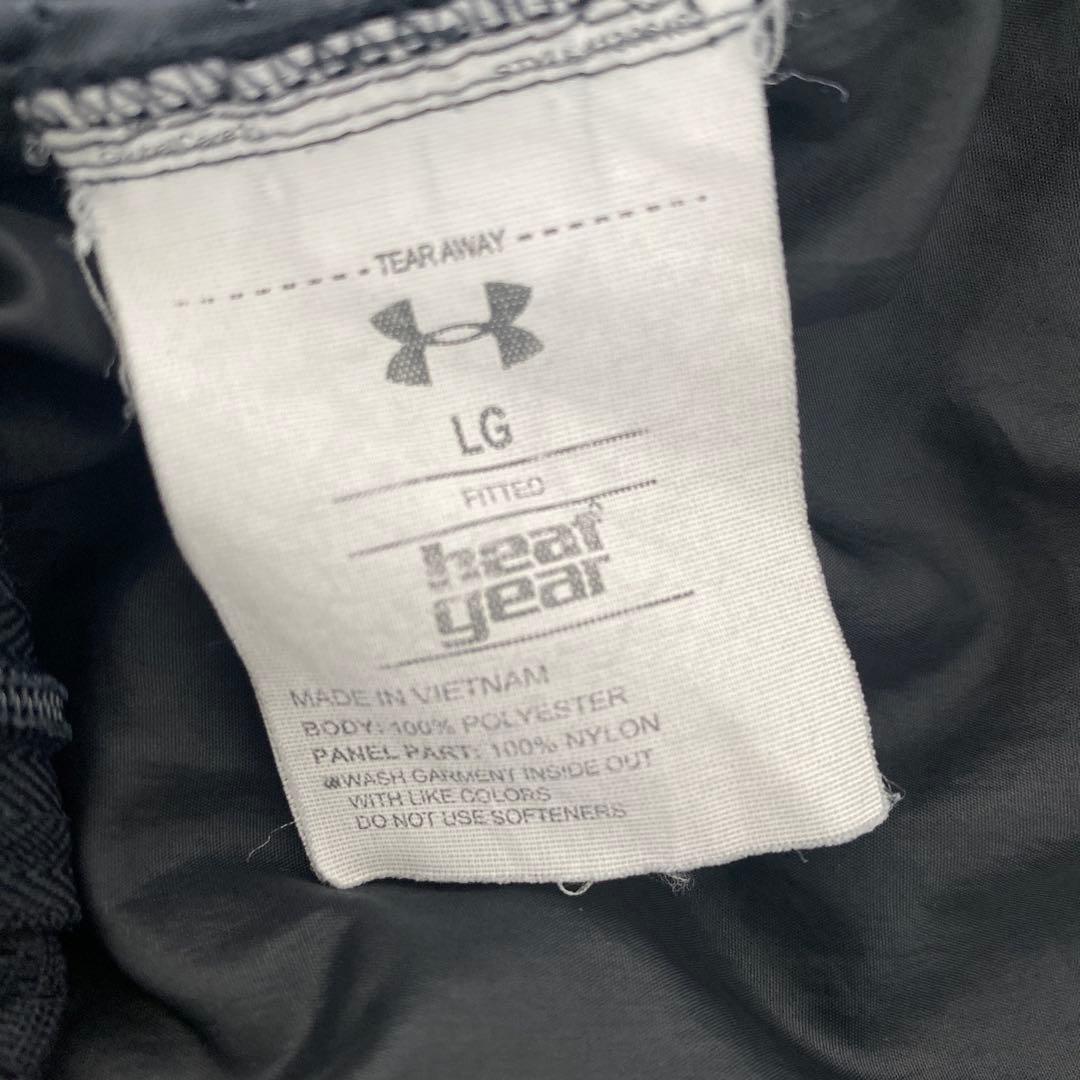 TEAR AWAY
LG
FITTED
heat
gear
MADE IN VIETNAM
BODY: 100% POLYESTER
PANEL PART: 100% NYLON
WASH GARMENT INSIDE OUT
WITH LIKE COLORS
DO NOT USE SOFTENERS